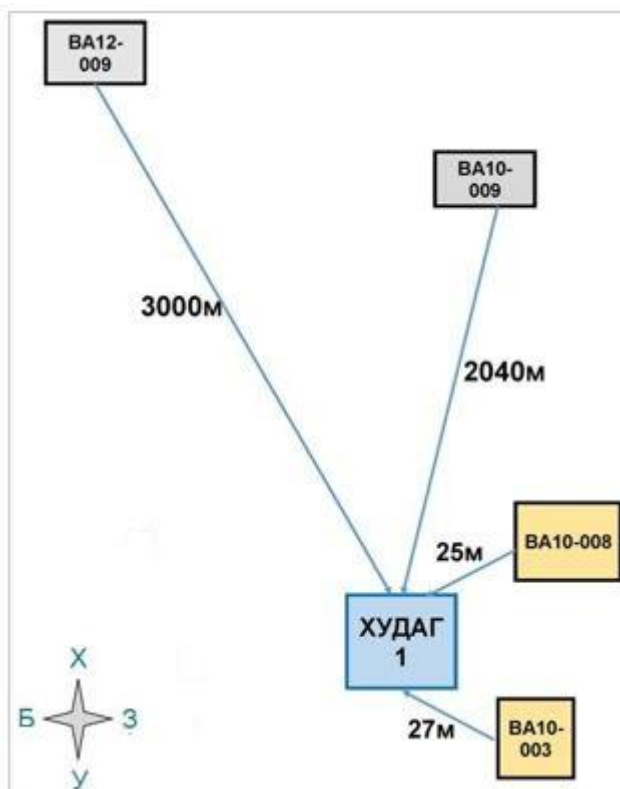 ВА12-
009
ВА10-
009
3000м
2040м
ВА10-008
25м
ХУДАГ
1
Х
Б
З
У
27м
ВА10-
003